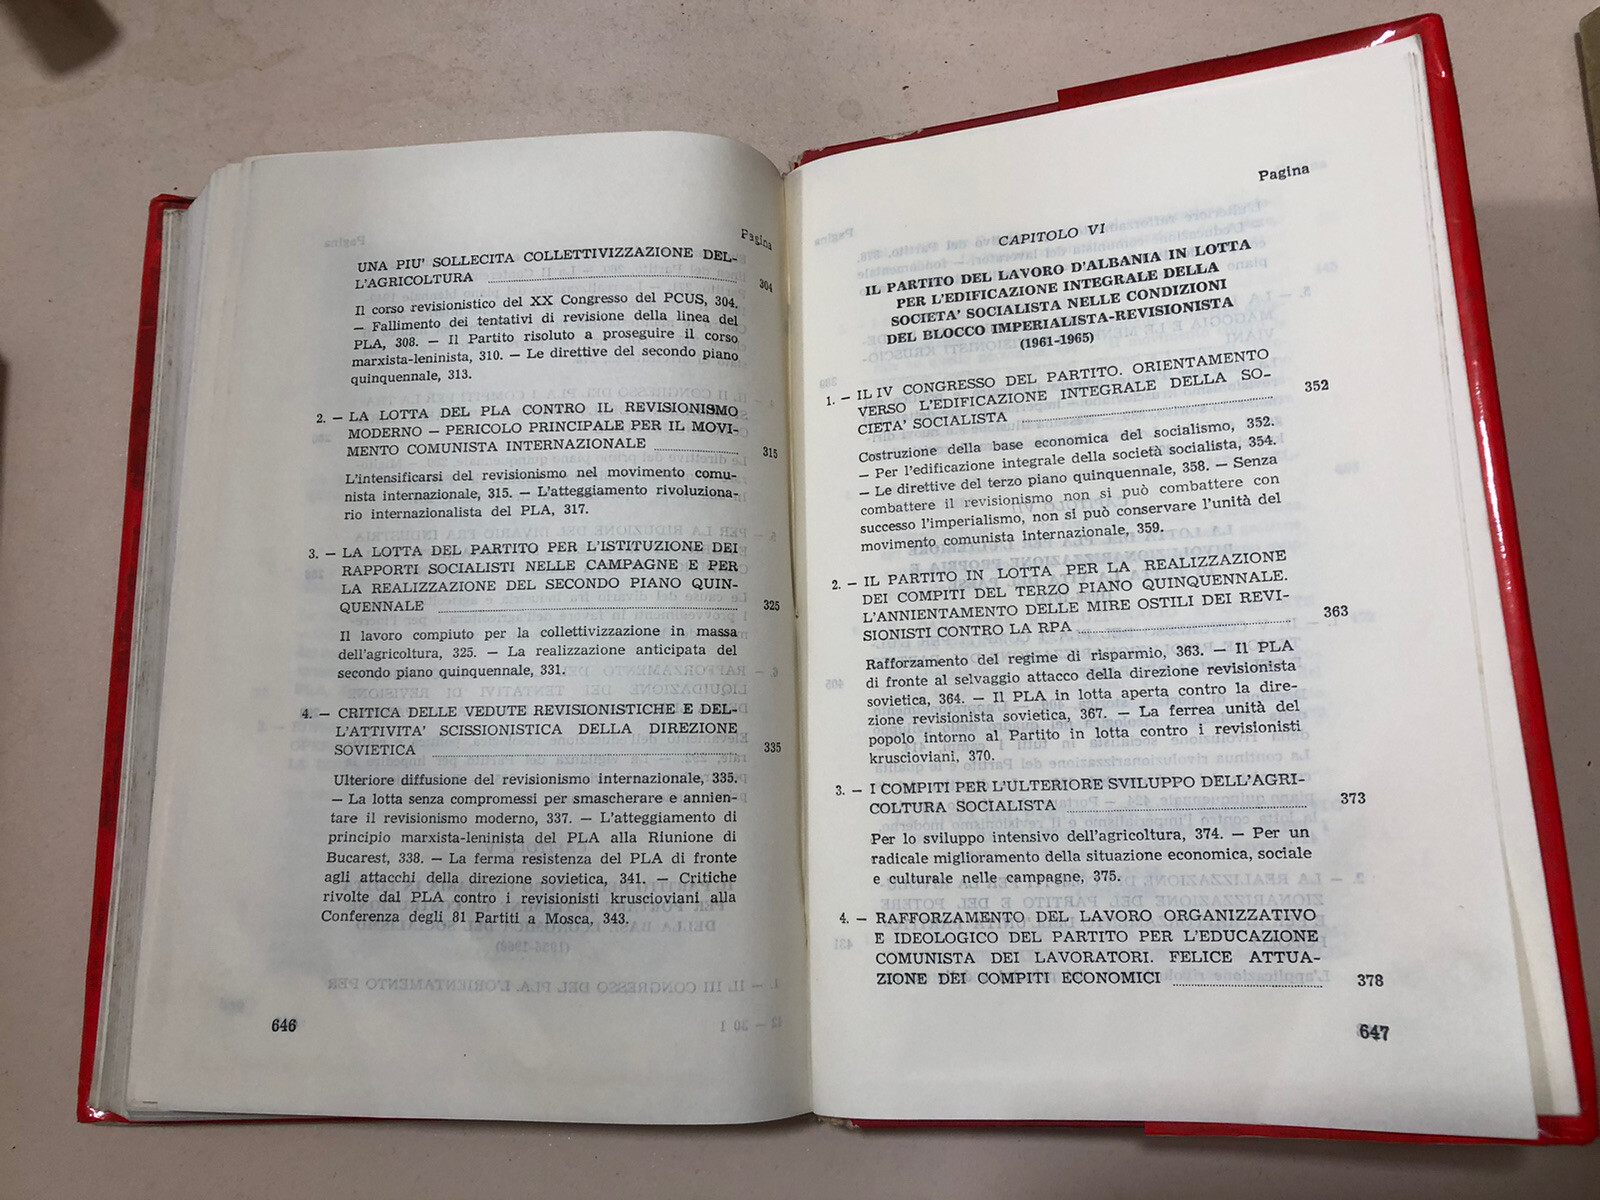 Pagina
UNA PIU' SOLLECITA COLLETTIVIZZAZIONE DEL-
L'AGRICOLTURA ........ 304
Il corso revisionistico del XX Congresso del PCUS, 304.
— Fallimento dei tentativi di revisione della linea del
PLA, 308. — Il Partito risoluto a proseguire il corso
marxista-leninista, 310. — Le direttive del secondo piano
quinquennale, 313.
2. — LA LOTTA DEL PLA CONTRO IL REVISIONISMO
MODERNO — PERICOLO PRINCIPALE PER IL MOVI-
MENTO COMUNISTA INTERNAZIONALE ........ 315
L'intensificarsi del revisionismo nel movimento comu-
nista internazionale, 315. — L'atteggiamento rivoluziona-
rio internazionalista del PLA, 317.
3. — LA LOTTA DEL PARTITO PER L'ISTITUZIONE DEI
RAPPORTI SOCIALISTI NELLE CAMPAGNE E PER
LA REALIZZAZIONE DEL SECONDO PIANO QUIN-
QUENNALE ........ 325
Il lavoro compiuto per la collettivizzazione in massa
dell'agricoltura, 325. — La realizzazione anticipata del
secondo piano quinquennale, 331.
4. — CRITICA DELLE VEDUTE REVISIONISTICHE E DEL-
L'ATTIVITA' SCISSIONISTICA DELLA DIREZIONE
SOVIETICA ........ 335
Ulteriore diffusione del revisionismo internazionale, 335.
— La lotta senza compromessi per smascherare e annien-
tare il revisionismo moderno, 337. — L'atteggiamento di
principio marxista-leninista del PLA alla Riunione di
Bucarest, 338. — La ferma resistenza del PLA di fronte
agli attacchi della direzione sovietica, 341. — Critiche
rivolte dal PLA contro i revisionisti kruscioviani alla
Conferenza degli 81 Partiti a Mosca, 343.
646
Pagina
CAPITOLO VI
IL PARTITO DEL LAVORO D'ALBANIA IN LOTTA
PER L'EDIFICAZIONE INTEGRALE DELLA
SOCIETA' SOCIALISTA NELLE CONDIZIONI
DEL BLOCCO IMPERIALISTA-REVISIONISTA
(1961-1965)
1. — IL IV CONGRESSO DEL PARTITO. ORIENTAMENTO
VERSO L'EDIFICAZIONE INTEGRALE DELLA SO-
CIETA' SOCIALISTA ........ 352
Costruzione della base economica del socialismo, 352.
— Per l'edificazione integrale della società socialista, 354.
— Le direttive del terzo piano quinquennale, 358. — Senza
combattere il revisionismo non si può combattere con
successo l'imperialismo, non si può conservare l'unità del
movimento comunista internazionale, 359.
2. — IL PARTITO IN LOTTA PER LA REALIZZAZIONE
DEI COMPITI DEL TERZO PIANO QUINQUENNALE.
L'ANNIENTAMENTO DELLE MIRE OSTILI DEI REVI-
SIONISTI CONTRO LA RPA ........ 363
Rafforzamento del regime di risparmio, 363. — Il PLA
di fronte al selvaggio attacco della direzione revisionista
sovietica, 364. — Il PLA in lotta aperta contro la dire-
zione revisionista sovietica, 367. — La ferrea unità del
popolo intorno al Partito in lotta contro i revisionisti
kruscioviani, 370.
3. — I COMPITI PER L'ULTERIORE SVILUPPO DELL'AGRI-
COLTURA SOCIALISTA ........ 373
Per lo sviluppo intensivo dell'agricoltura, 374. — Per un
radicale miglioramento della situazione economica, sociale
e culturale nelle campagne, 375.
4. — RAFFORZAMENTO DEL LAVORO ORGANIZZATIVO
E IDEOLOGICO DEL PARTITO PER L'EDUCAZIONE
COMUNISTA DEI LAVORATORI. FELICE ATTUA-
ZIONE DEI COMPITI ECONOMICI ........ 378
647